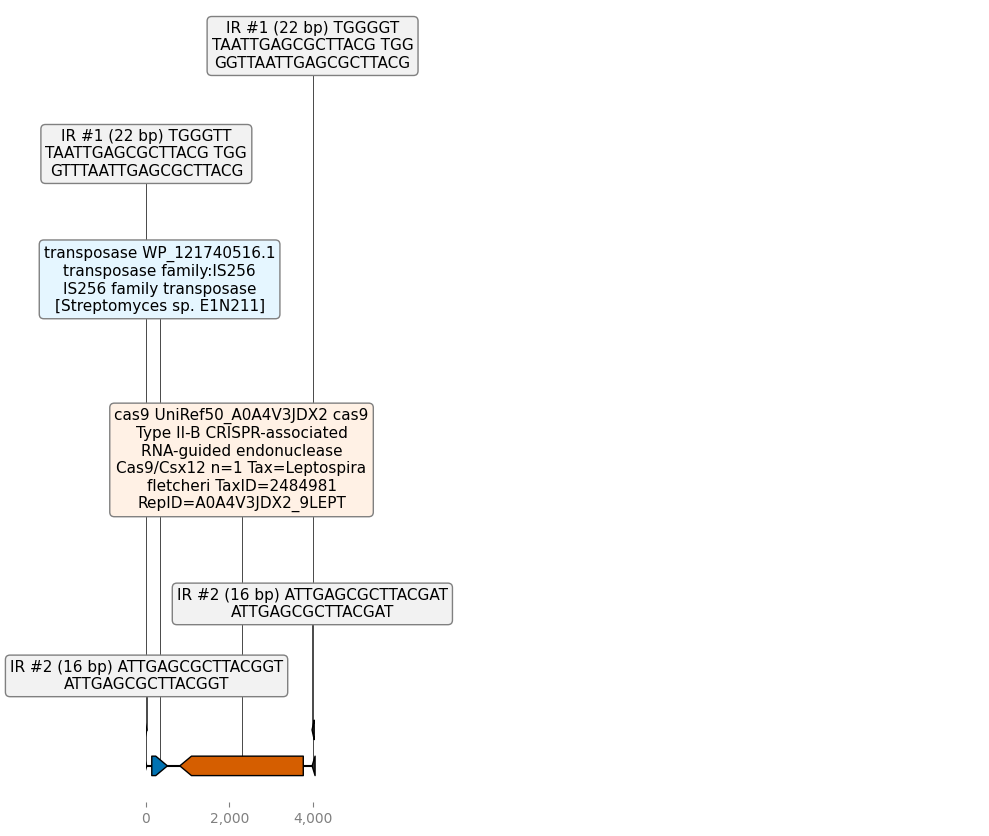 IR #1 (22 bp) TGGGGT
TAATTGAGCGCTTACG TGG
GGTTAATTGAGCGCTTACG
IR #1 (22 bp) TGGGTT
TAATTGAGCGCTTACG TGG
GTTTAATTGAGCGCTTACG
transposase WP_121740516.1
transposase family:IS256
IS256 family transposase
[Streptomyces sp. E1N211]
cas9 UniRef50_A0A4V3JDX2 cas9
Type II-B CRISPR-associated
RNA-guided endonuclease
Cas9/Csx12 n=1 Tax=Leptospira
fletcheri TaxID=2484981
RepID=A0A4V3JDX2_9LEPT
IR #2 (16 bp) ATTGAGCGCTTACGAT
ATTGAGCGCTTACGAT
IR #2 (16 bp) ATTGAGCGCTTACGGT
ATTGAGCGCTTACGGT
0 2,000 4,000